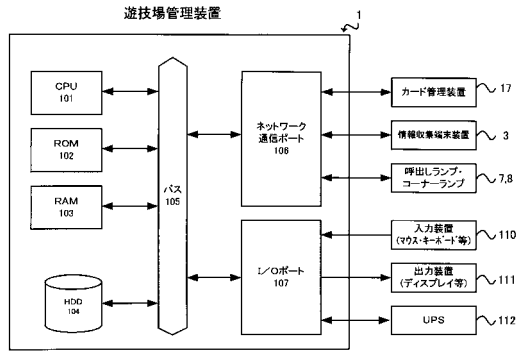 遊技場管理装置
1
CPU
101
ROM
102
RAM
103
HDD
104
バス
105
ネットワーク
通信ポート
106
I/Oポート
107
カード管理装置
17
情報収集端末装置
3
呼出しランプ・
コーナーランプ
7,8
入力装置
(マウス・キーボード等)
110
出力装置
(ディスプレイ等)
111
UPS
112